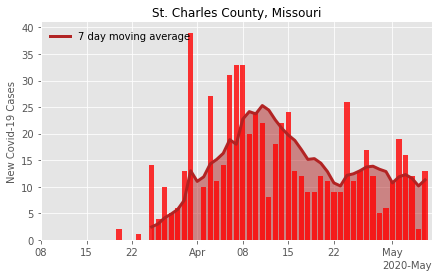 St. Charles County, Missouri
7 day moving average
New Covid-19 Cases
40
35
30
25
20
15
10
5
0
08 15 22 Apr 08 15 22 May
2020-May